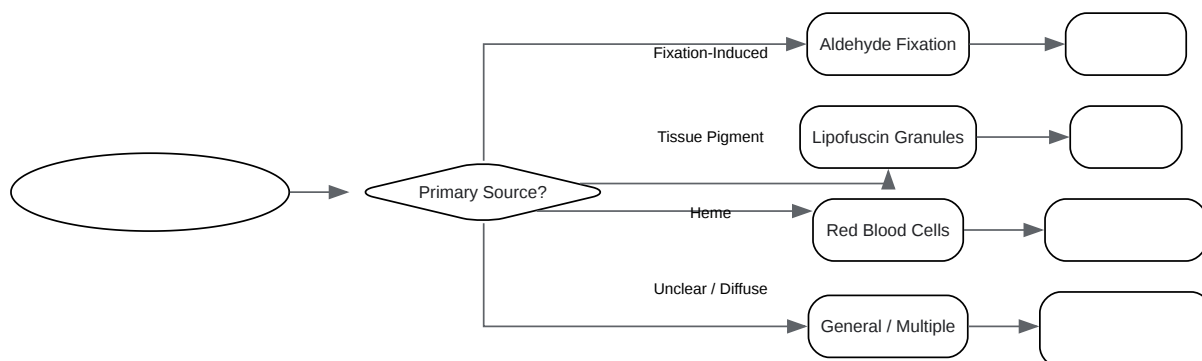 Fixation-Induced
Aldehyde Fixation
Tissue Pigment
Lipofuscin Granules
Primary Source?
Heme
Red Blood Cells
Unclear / Diffuse
General / Multiple